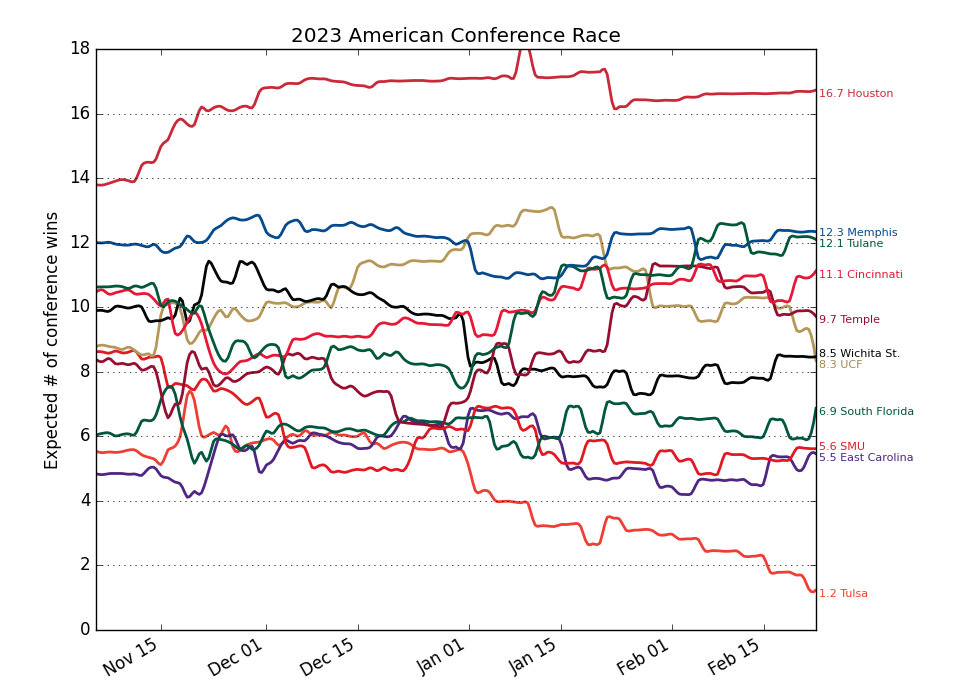 2023 American Conference Race
Expected # of conference wins
18
16
14
12
10
8
6
4
2
0
16.7 Houston
12.3 Memphis
12.1 Tulane
11.1 Cincinnati
9.7 Temple
8.5 Wichita St.
8.3 UCF
6.9 South Florida
5.6 SMU
5.5 East Carolina
1.2 Tulsa
Nov 15
Dec 01
Dec 15
Jan 01
Jan 15
Feb 01
Feb 15